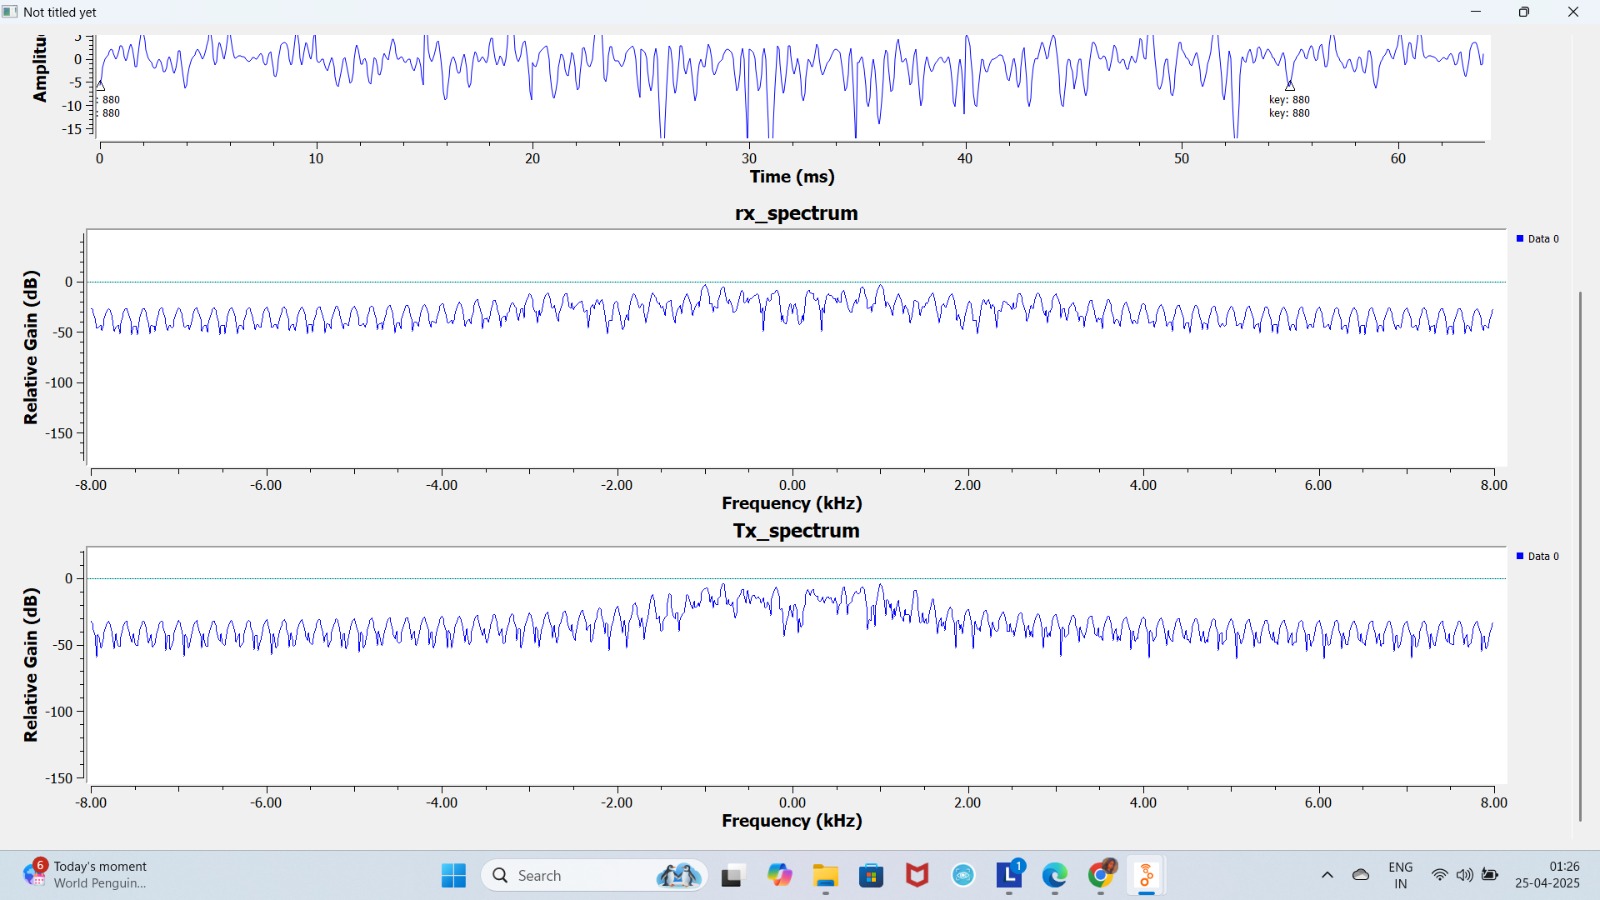 Not titled yet
5
0
-5
-10
-15
: 880
: 880
key: 880
key: 880
0 10 20 30 40 50 60
Time (ms)
rx_spectrum
Data 0
Relative Gain (dB)
0
-50
-100
-150
-8.00 -6.00 -4.00 -2.00 0.00 2.00 4.00 6.00 8.00
Frequency (kHz)
Tx_spectrum
Data 0
Relative Gain (dB)
0
-50
-100
-150
-8.00 -6.00 -4.00 -2.00 0.00 2.00 4.00 6.00 8.00
Frequency (kHz)
6
Today's moment
World Penguin...
Search
L
1
ENG
IN
01:26
25-04-2025